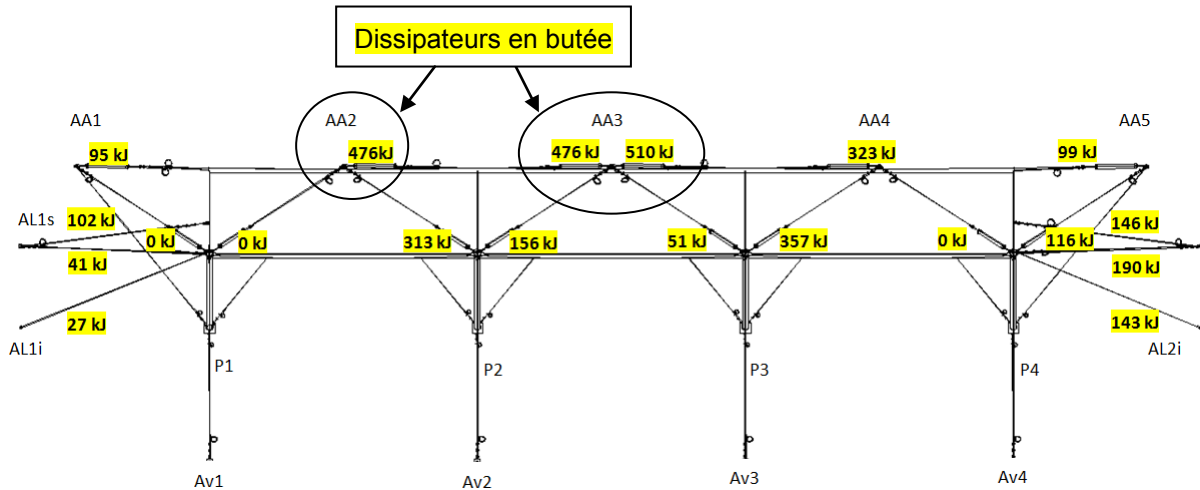 Dissipateurs en butée
AA1
AA2
AA3
AA4
AA5
95 kJ
476kJ
476 kJ
510 kJ
323 kJ
99 kJ
AL1s
102 kJ
146 kJ
0 kJ
0 kJ
313 kJ
156 kJ
51 kJ
357 kJ
0 kJ
116 kJ
41 kJ
190 kJ
27 kJ
143 kJ
AL1i
AL2i
P1
P2
P3
P4
Av1
Av2
Av3
Av4